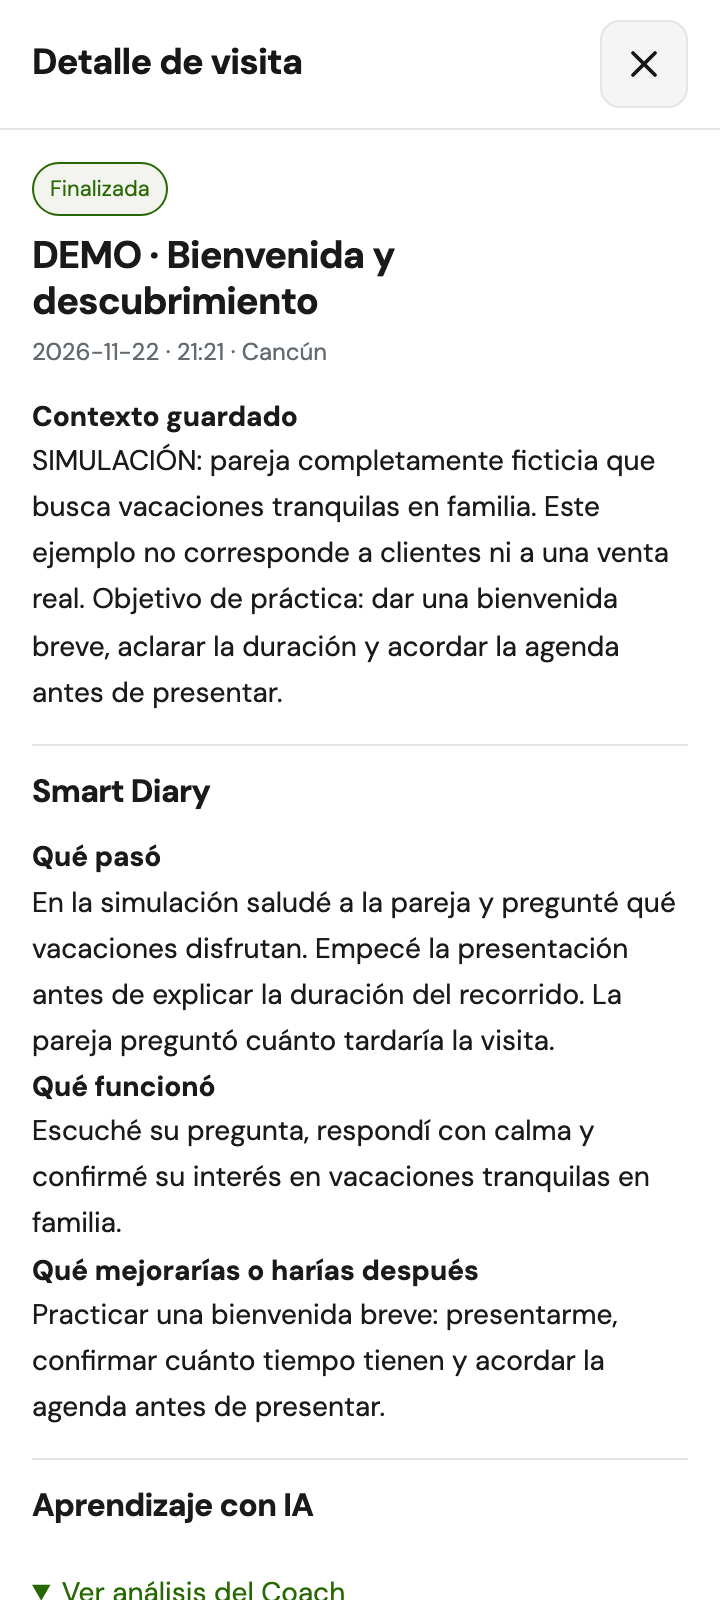 Detalle de visita
Finalizada
DEMO · Bienvenida y
descubrimiento
2026-11-22 · 21:21 · Cancún
Contexto guardado
SIMULACIÓN: pareja completamente ficticia que
busca vacaciones tranquilas en familia. Este
ejemplo no corresponde a clientes ni a una venta
real. Objetivo de práctica: dar una bienvenida
breve, aclarar la duración y acordar la agenda
antes de presentar.
Smart Diary
Qué pasó
En la simulación saludé a la pareja y pregunté qué
vacaciones disfrutan. Empecé la presentación
antes de explicar la duración del recorrido. La
pareja preguntó cuánto tardaría la visita.
Qué funcionó
Escuché su pregunta, respondí con calma y
confirmé su interés en vacaciones tranquilas en
familia.
Qué mejorarías o harías después
Practicar una bienvenida breve: presentarme,
confirmar cuánto tiempo tienen y acordar la
agenda antes de presentar.
Aprendizaje con IA
Ver análisis del Coach